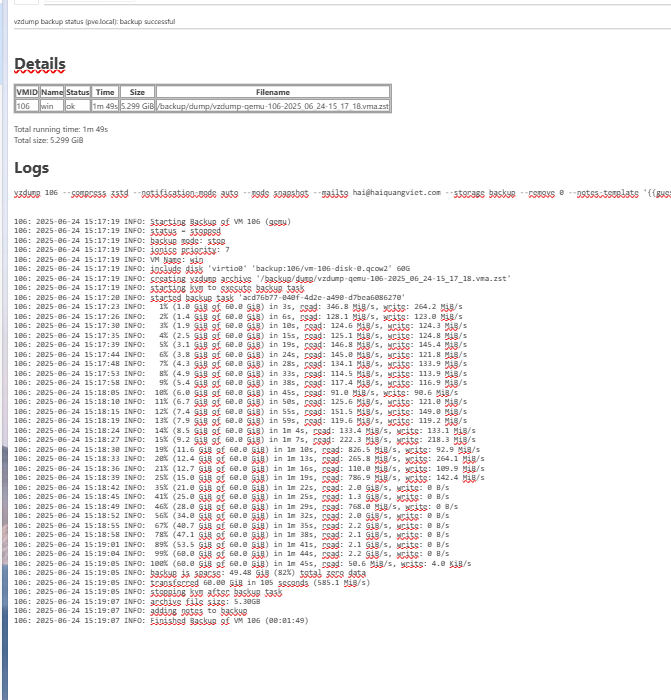 vzdump backup status (pve.local): backup successful
Details
VMID Name Status Time Size Filename
106 win ok 1m 49s 5.299 GiB /backup/dump/vzdump-qemu-106-2025_06_24-15_17_18.vma.zst
Total running time: 1m 49s
Total size: 5.299 GiB
Logs
vzdump 106 --compress zstd --notification-mode auto --mode snapshot --mailto hai@haiquangviet.com --storage backup --remove 0 --notes-template '{{gues
106: 2025-06-24 15:17:19 INFO: Starting Backup of VM 106 (qemu)
106: 2025-06-24 15:17:19 INFO: status = stopped
106: 2025-06-24 15:17:19 INFO: backup mode: stop
106: 2025-06-24 15:17:19 INFO: ionice priority: 7
106: 2025-06-24 15:17:19 INFO: VM Name: win
106: 2025-06-24 15:17:19 INFO: include disk 'virtio0' 'backup:106/vm-106-disk-0.qcow2' 60G
106: 2025-06-24 15:17:19 INFO: creating vzdump archive '/backup/dump/vzdump-qemu-106-2025_06_24-15_17_18.vma.zst'
106: 2025-06-24 15:17:19 INFO: starting kvm to execute backup task
106: 2025-06-24 15:17:20 INFO: started backup task 'acd76b77-040f-4d2e-a490-d7bea6086270'
106: 2025-06-24 15:17:23 INFO: 1% (1.0 GiB of 60.0 GiB) in 3s, read: 346.8 MiB/s, write: 264.2 MiB/s
106: 2025-06-24 15:17:26 INFO: 2% (1.4 GiB of 60.0 GiB) in 6s, read: 128.1 MiB/s, write: 123.0 MiB/s
106: 2025-06-24 15:17:30 INFO: 3% (1.9 GiB of 60.0 GiB) in 10s, read: 124.6 MiB/s, write: 124.3 MiB/s
106: 2025-06-24 15:17:35 INFO: 4% (2.5 GiB of 60.0 GiB) in 15s, read: 125.1 MiB/s, write: 124.8 MiB/s
106: 2025-06-24 15:17:39 INFO: 5% (3.1 GiB of 60.0 GiB) in 19s, read: 146.8 MiB/s, write: 145.4 MiB/s
106: 2025-06-24 15:17:44 INFO: 6% (3.8 GiB of 60.0 GiB) in 24s, read: 145.0 MiB/s, write: 121.8 MiB/s
106: 2025-06-24 15:17:48 INFO: 7% (4.3 GiB of 60.0 GiB) in 28s, read: 134.1 MiB/s, write: 133.9 MiB/s
106: 2025-06-24 15:17:53 INFO: 8% (4.9 GiB of 60.0 GiB) in 33s, read: 114.5 MiB/s, write: 113.9 MiB/s
106: 2025-06-24 15:17:58 INFO: 9% (5.4 GiB of 60.0 GiB) in 38s, read: 117.4 MiB/s, write: 116.9 MiB/s
106: 2025-06-24 15:18:05 INFO: 10% (6.0 GiB of 60.0 GiB) in 45s, read: 91.0 MiB/s, write: 90.6 MiB/s
106: 2025-06-24 15:18:10 INFO: 11% (6.7 GiB of 60.0 GiB) in 50s, read: 125.6 MiB/s, write: 121.0 MiB/s
106: 2025-06-24 15:18:15 INFO: 12% (7.4 GiB of 60.0 GiB) in 55s, read: 151.5 MiB/s, write: 149.0 MiB/s
106: 2025-06-24 15:18:19 INFO: 13% (7.9 GiB of 60.0 GiB) in 59s, read: 119.6 MiB/s, write: 119.2 MiB/s
106: 2025-06-24 15:18:24 INFO: 14% (8.5 GiB of 60.0 GiB) in 1m 4s, read: 133.4 MiB/s, write: 133.1 MiB/s
106: 2025-06-24 15:18:27 INFO: 15% (9.2 GiB of 60.0 GiB) in 1m 7s, read: 222.3 MiB/s, write: 218.3 MiB/s
106: 2025-06-24 15:18:30 INFO: 19% (11.6 GiB of 60.0 GiB) in 1m 10s, read: 826.5 MiB/s, write: 92.9 MiB/s
106: 2025-06-24 15:18:33 INFO: 20% (12.4 GiB of 60.0 GiB) in 1m 13s, read: 265.8 MiB/s, write: 264.1 MiB/s
106: 2025-06-24 15:18:36 INFO: 21% (12.7 GiB of 60.0 GiB) in 1m 16s, read: 110.0 MiB/s, write: 109.9 MiB/s
106: 2025-06-24 15:18:39 INFO: 25% (15.0 GiB of 60.0 GiB) in 1m 19s, read: 786.9 MiB/s, write: 142.4 MiB/s
106: 2025-06-24 15:18:42 INFO: 35% (21.0 GiB of 60.0 GiB) in 1m 22s, read: 2.0 GiB/s, write: 0 B/s
106: 2025-06-24 15:18:45 INFO: 41% (25.0 GiB of 60.0 GiB) in 1m 25s, read: 1.3 GiB/s, write: 0 B/s
106: 2025-06-24 15:18:49 INFO: 46% (28.0 GiB of 60.0 GiB) in 1m 29s, read: 768.0 MiB/s, write: 0 B/s
106: 2025-06-24 15:18:52 INFO: 56% (34.0 GiB of 60.0 GiB) in 1m 32s, read: 2.0 GiB/s, write: 0 B/s
106: 2025-06-24 15:18:55 INFO: 67% (40.7 GiB of 60.0 GiB) in 1m 35s, read: 2.2 GiB/s, write: 0 B/s
106: 2025-06-24 15:18:58 INFO: 78% (47.1 GiB of 60.0 GiB) in 1m 38s, read: 2.1 GiB/s, write: 0 B/s
106: 2025-06-24 15:19:01 INFO: 89% (53.5 GiB of 60.0 GiB) in 1m 41s, read: 2.1 GiB/s, write: 0 B/s
106: 2025-06-24 15:19:04 INFO: 99% (60.0 GiB of 60.0 GiB) in 1m 44s, read: 2.2 GiB/s, write: 0 B/s
106: 2025-06-24 15:19:05 INFO: 100% (60.0 GiB of 60.0 GiB) in 1m 45s, read: 50.6 MiB/s, write: 4.0 KiB/s
106: 2025-06-24 15:19:05 INFO: backup is sparse: 49.48 GiB (82%) total zero data
106: 2025-06-24 15:19:05 INFO: transferred 60.00 GiB in 105 seconds (585.1 MiB/s)
106: 2025-06-24 15:19:05 INFO: stopping kvm after backup task
106: 2025-06-24 15:19:07 INFO: archive file size: 5.30GB
106: 2025-06-24 15:19:07 INFO: adding notes to backup
106: 2025-06-24 15:19:07 INFO: Finished Backup of VM 106 (00:01:49)